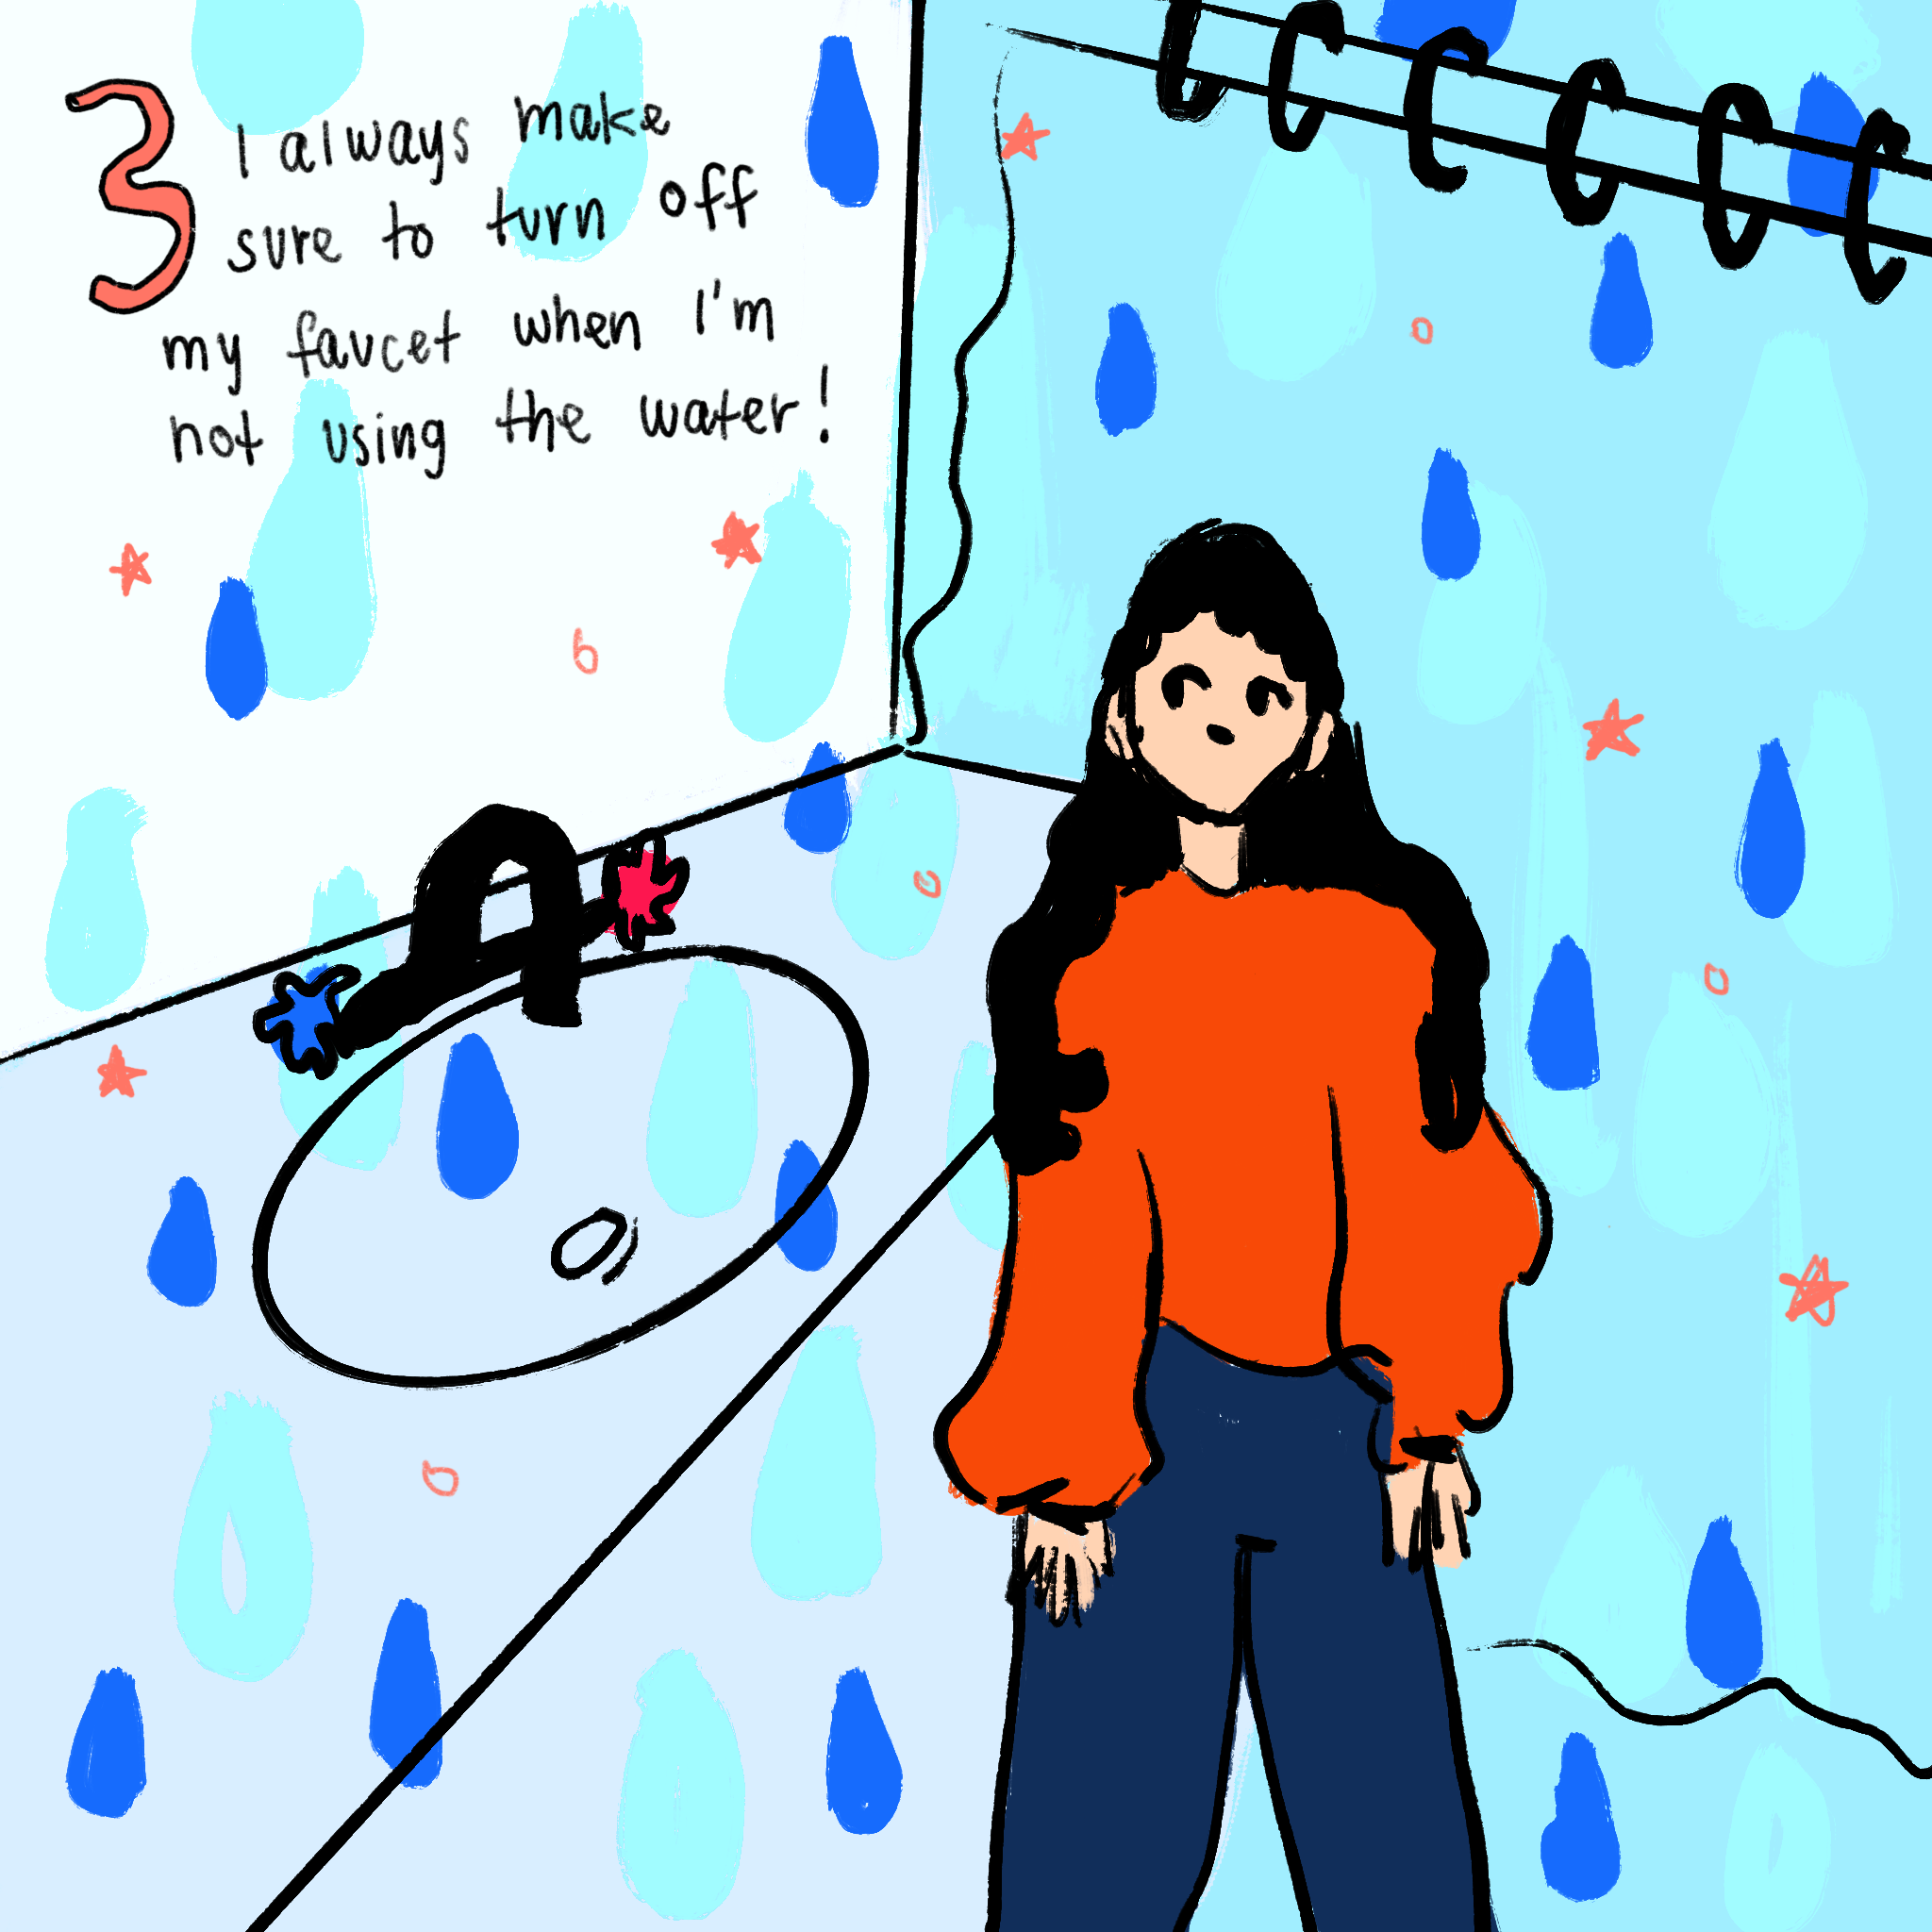 3 I always make
sure to turn off
my faucet when I'm
not using the water!